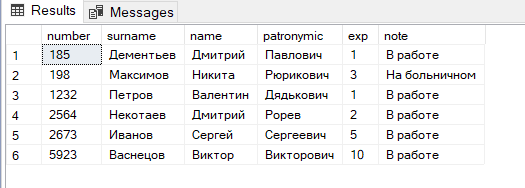 Results Messages
number surname name patronymic exp note
1 185 Дементьев Дмитрий Павлович 1 В работе
2 198 Максимов Никита Рюрикович 3 На больничном
3 1232 Петров Валентин Дядькович 1 В работе
4 2564 Некотаев Дмитрий Рорев 2 В работе
5 2673 Иванов Сергей Сергеевич 5 В работе
6 5923 Васнецов Виктор Викторович 10 В работе